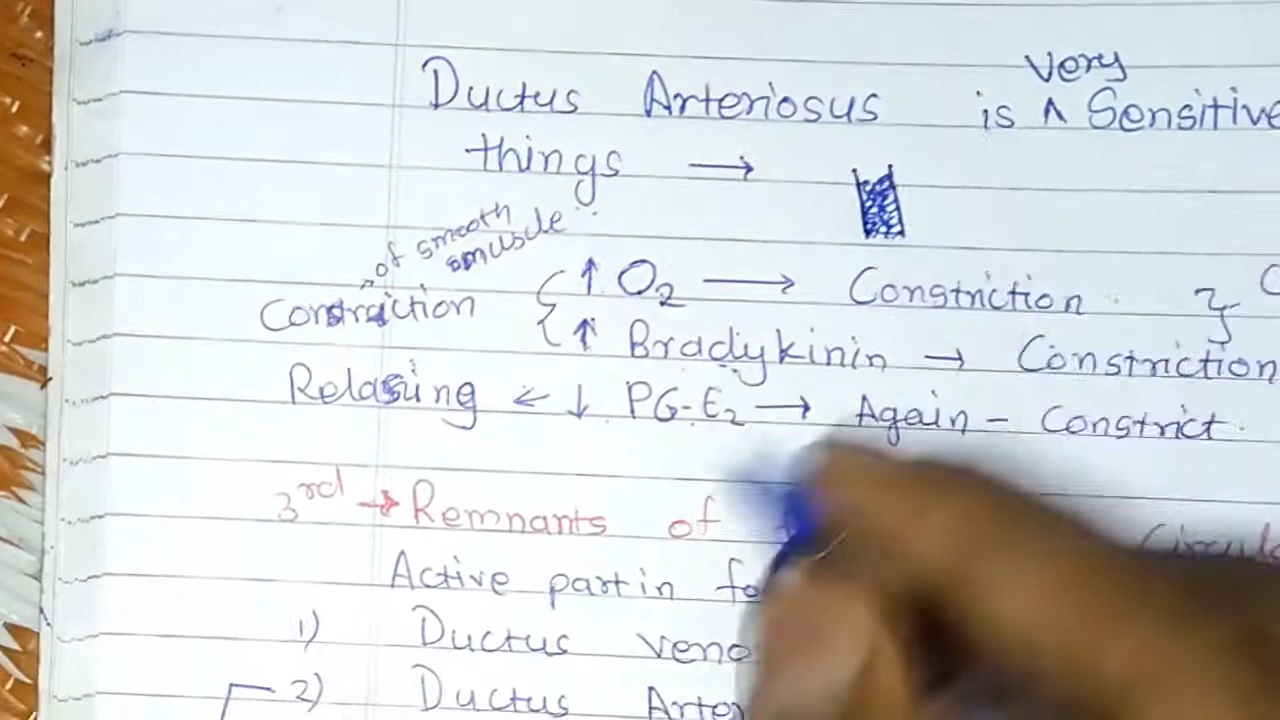 Very
Ductus Arteriosus is ^ Sensitive
things →
of smooth
muscle
Constriction { ↑ O2 → Constriction }
↑ Bradykinin → Constriction
Relaxing ← ↓ PG-E2 → Again - Constrict.
3rd → Remnants of
Active part in
1) Ductus
2) Ductus